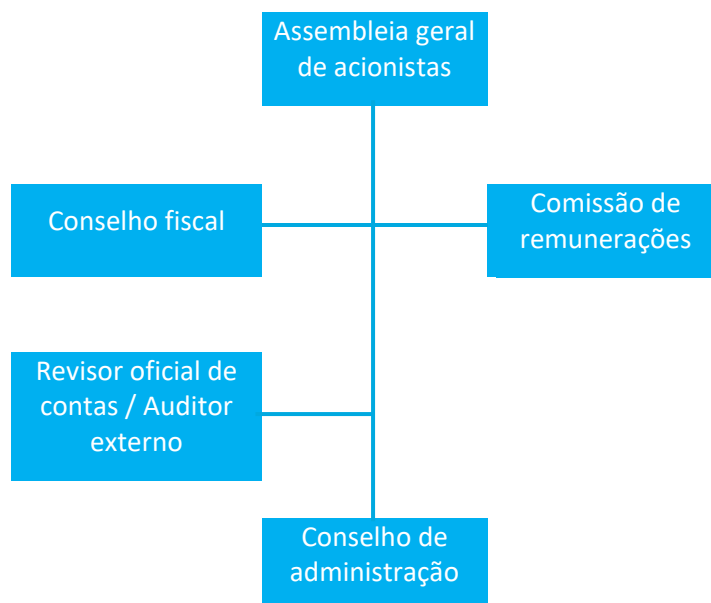 Assembleia geral
de acionistas
Conselho fiscal
Comissão de
remunerações
Revisor oficial de
contas / Auditor
externo
Conselho de
administração